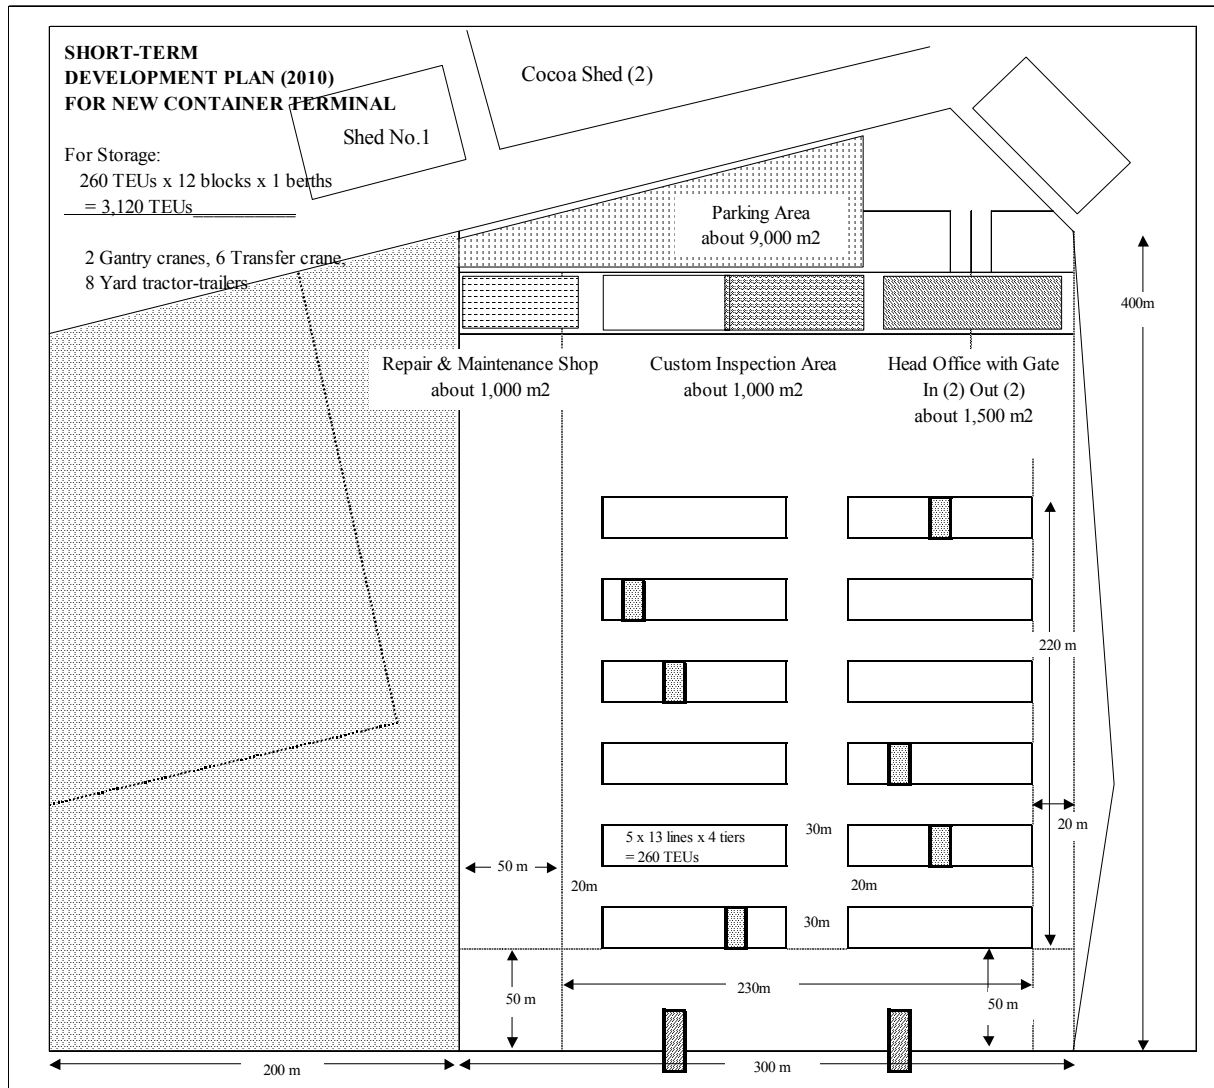 SHORT-TERM
DEVELOPMENT PLAN (2010)
FOR NEW CONTAINER TERMINAL
Cocoa Shed (2)
Shed No.1
For Storage:
260 TEUs x 12 blocks x 1 berths
= 3,120 TEUs
2 Gantry cranes, 6 Transfer crane,
8 Yard tractor-trailers
Parking Area
about 9,000 m2
400m
Repair & Maintenance Shop
about 1,000 m2
Custom Inspection Area
about 1,000 m2
Head Office with Gate
In (2) Out (2)
about 1,500 m2
220 m
20 m
5 x 13 lines x 4 tiers
= 260 TEUs
30m
50 m
20m
20m
30m
50 m
230m
50 m
200 m
300 m